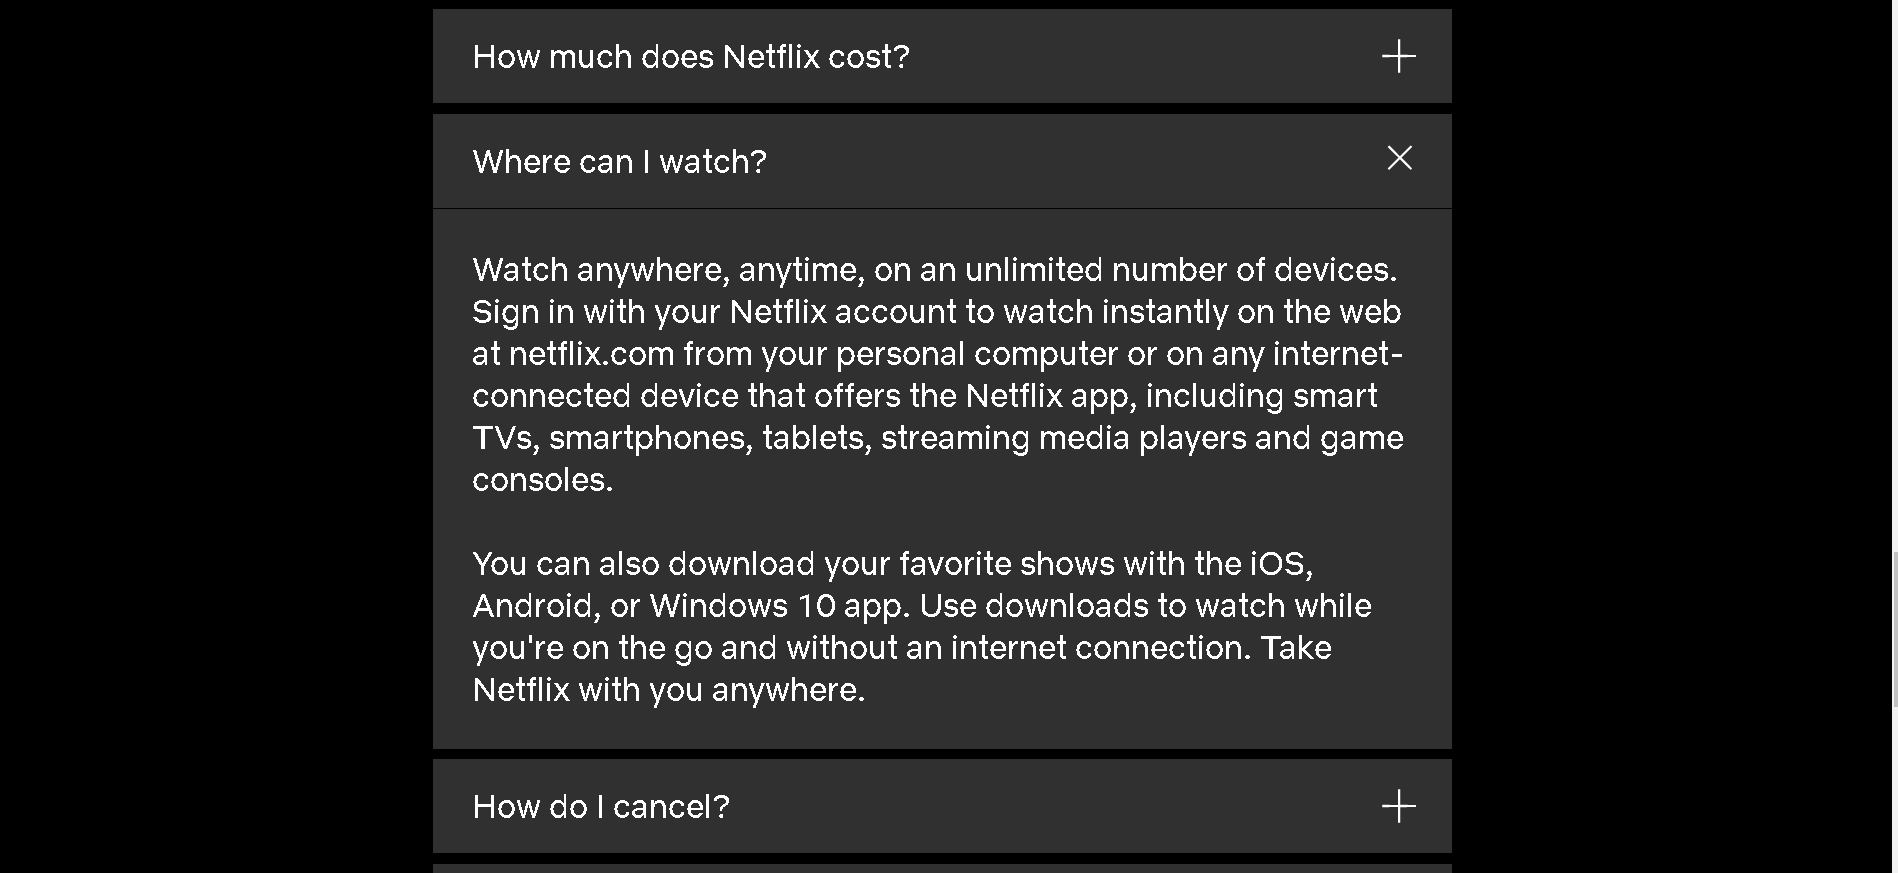 How much does Netflix cost?
Where can I watch?
Watch anywhere, anytime, on an unlimited number of devices.
Sign in with your Netflix account to watch instantly on the web
at netflix.com from your personal computer or on any internet-
connected device that offers the Netflix app, including smart
TVs, smartphones, tablets, streaming media players and game
consoles.
You can also download your favorite shows with the iOS,
Android, or Windows 10 app. Use downloads to watch while
you're on the go and without an internet connection. Take
Netflix with you anywhere.
How do I cancel?